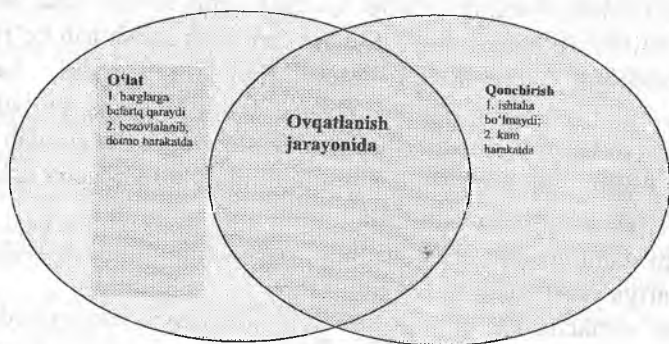 O'lat
1. barglarga
befarq qaraydi
2. bezovtalanib,
doimo harakatda
Ovqatlanish
jarayonida
Qonchirish
1. ishtaha
bo'lmaydi;
2. kam
harakatda